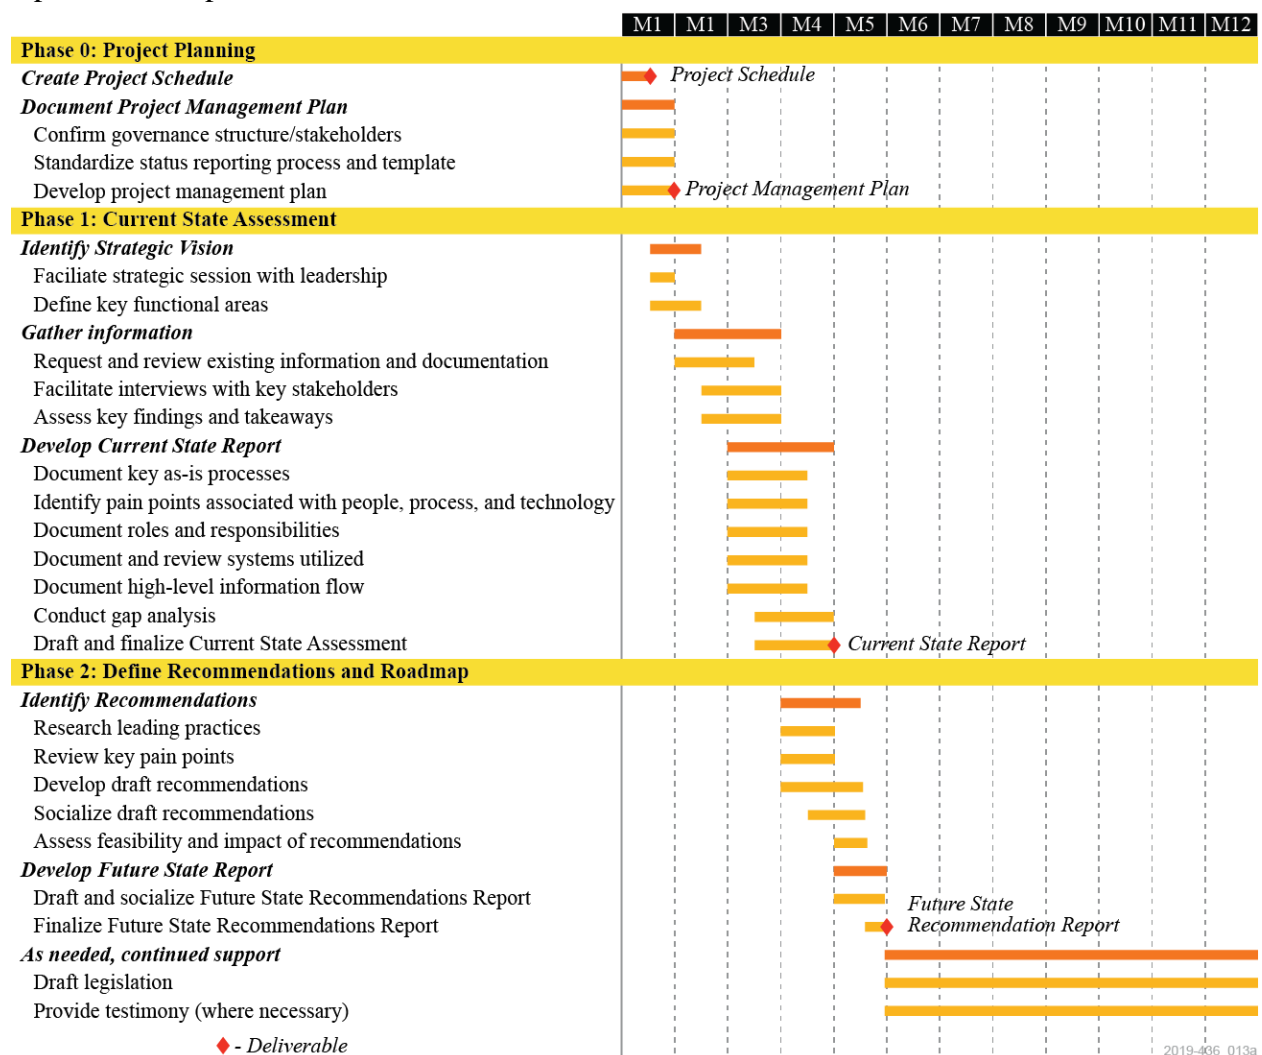 M1 M1 M3 M4 M5 M6 M7 M8 M9 M10 M11 M12
Phase 0: Project Planning
Create Project Schedule Project Schedule
Document Project Management Plan
Confirm governance structure/stakeholders
Standardize status reporting process and template
Develop project management plan Project Management Plan
Phase 1: Current State Assessment
Identify Strategic Vision
Faciliate strategic session with leadership
Define key functional areas
Gather information
Request and review existing information and documentation
Facilitate interviews with key stakeholders
Assess key findings and takeaways
Develop Current State Report
Document key as-is processes
Identify pain points associated with people, process, and technology
Document roles and responsibilities
Document and review systems utilized
Document high-level information flow
Conduct gap analysis
Draft and finalize Current State Assessment Current State Report
Phase 2: Define Recommendations and Roadmap
Identify Recommendations
Research leading practices
Review key pain points
Develop draft recommendations
Socialize draft recommendations
Assess feasibility and impact of recommendations
Develop Future State Report
Draft and socialize Future State Recommendations Report Future State
Finalize Future State Recommendations Report Recommendation Report
As needed, continued support
Draft legislation
Provide testimony (where necessary)
- Deliverable
2019-436_013a